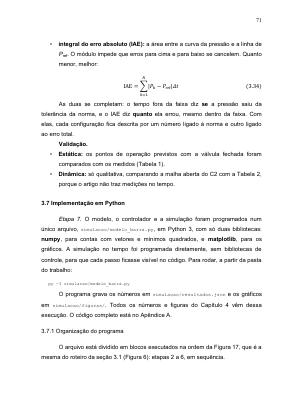 71
• integral do erro absoluto (IAE): a área entre a curva da pressão e a linha de
Pref. O módulo impede que erros para cima e para baixo se cancelem. Quanto
menor, melhor:
IAE = ∑ᴺₖ₌₁ |Pₖ − Pref| Δt (3.34)
As duas se completam: o tempo fora da faixa diz se a pressão saiu da
tolerância da norma, e o IAE diz quanto ela errou, mesmo dentro da faixa. Com
elas, cada configuração fica descrita por um número ligado à norma e outro ligado
ao erro total.
Validação.
• Estática: os pontos de operação previstos com a válvula fechada foram
comparados com os medidos (Tabela 1).
• Dinâmica: só qualitativa, comparando a malha aberta do C2 com a Tabela 2,
porque o artigo não traz medições no tempo.
3.7 Implementação em Python
Etapa 7. O modelo, o controlador e a simulação foram programados num
único arquivo, simulacao/modelo_burra.py, em Python 3, com só duas bibliotecas:
numpy, para contas com vetores e mínimos quadrados, e matplotlib, para os
gráficos. A simulação no tempo foi programada diretamente, sem bibliotecas de
controle, para que cada passo ficasse visível no código. Para rodar, a partir da pasta
do trabalho:
py -3 simulacao/modelo_burra.py
O programa grava os números em simulacao/resultados.json e os gráficos
em simulacao/figuras/. Todos os números e figuras do Capítulo 4 vêm dessa
execução. O código completo está no Apêndice A.
3.7.1 Organização do programa
O arquivo está dividido em blocos executados na ordem da Figura 17, que é a
mesma do roteiro da seção 3.1 (Figura 6): etapas 2 a 6, em sequência.